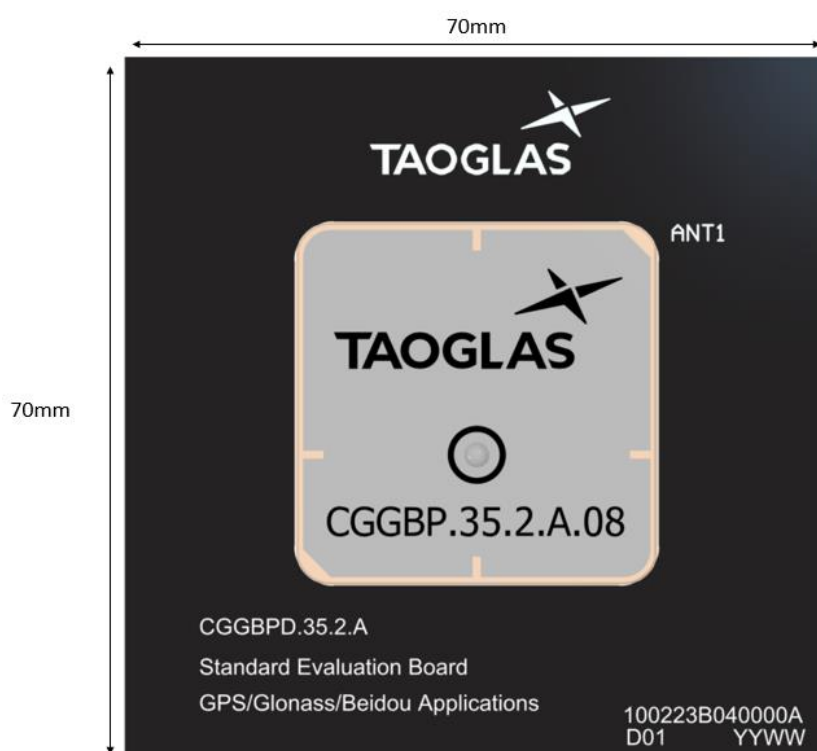 70mm
TAOGLAS
ANT1
TAOGLAS
70mm
CGGBP.35.2.A.08
CGGBPD.35.2.A
Standard Evaluation Board
GPS/Glonass/Beidou Applications
100223B040000A
D01 YYWW